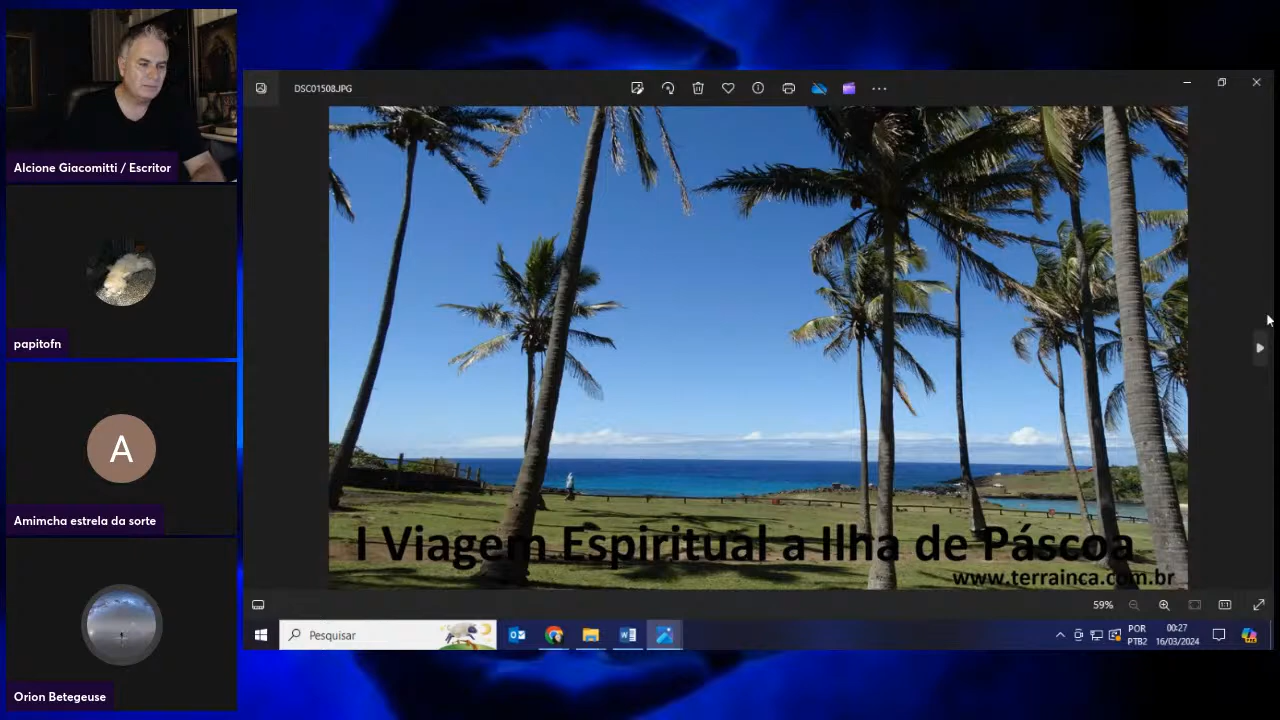 Alcione Giacomitti / Escritor
papitofn
A
Amimcha estrela da sorte
Orion Betegeuse
DSC01508.JPG
I Viagem Espiritual a Ilha de Páscoa
www.terrainca.com.br
59%
Pesquisar
POR
PTB2
00:27
16/03/2024